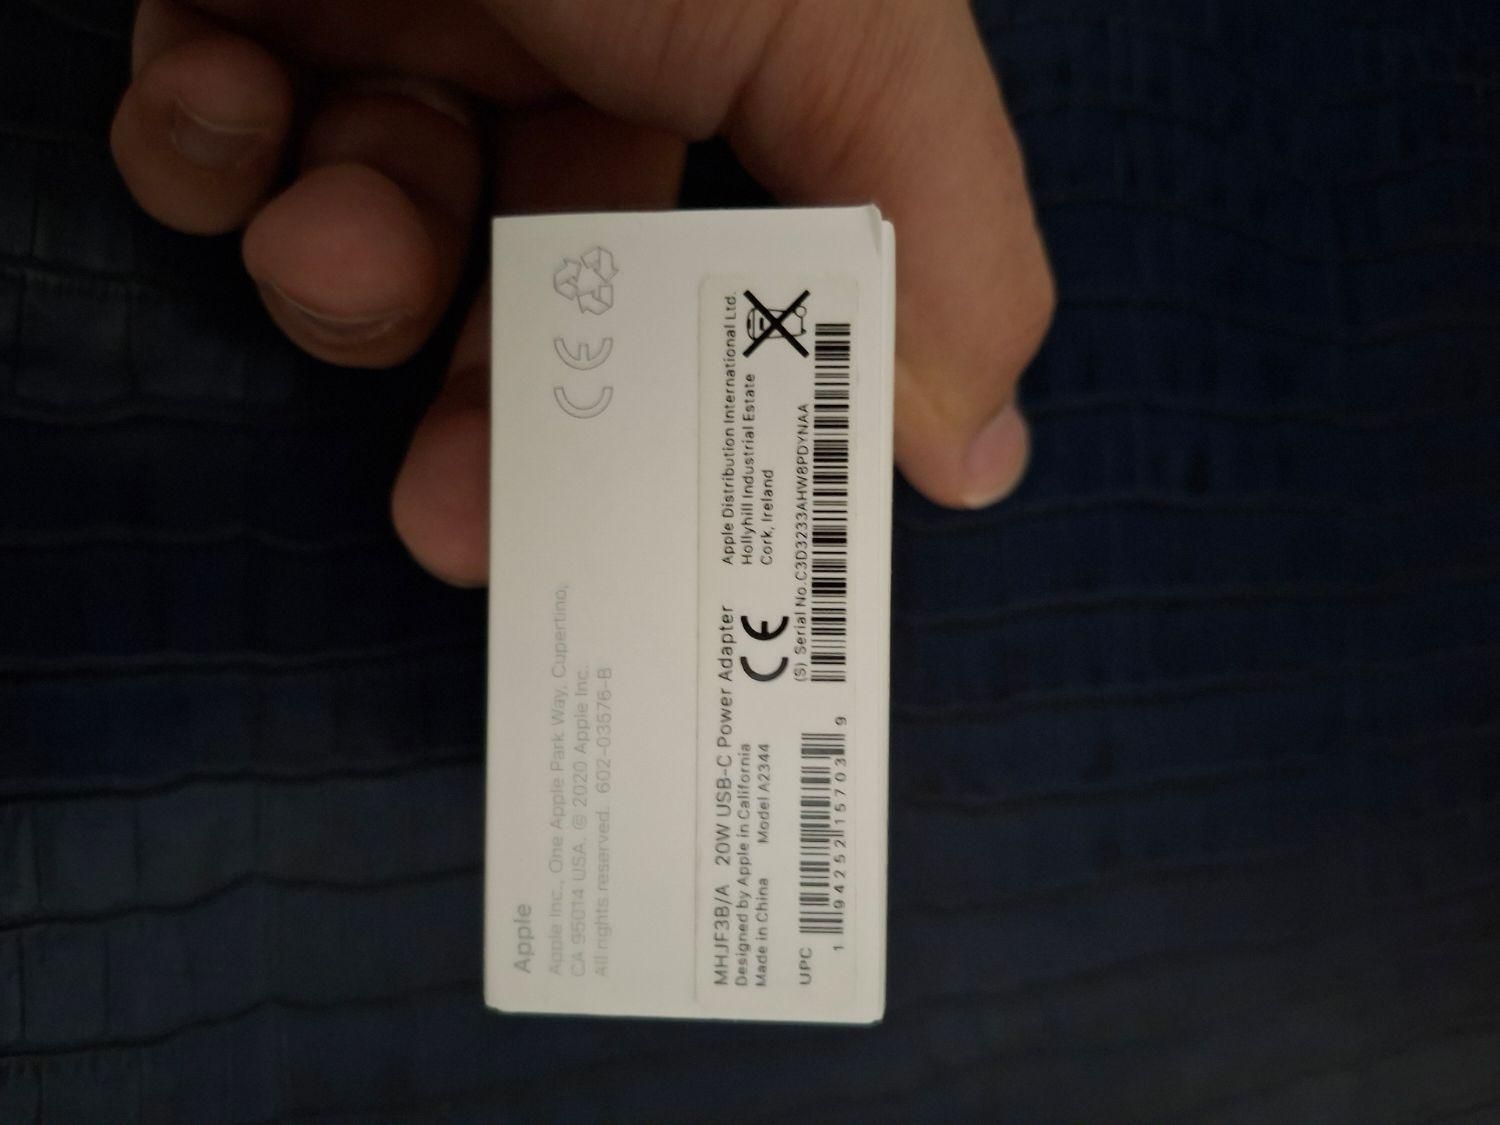 Apple
Apple Inc., One Apple Park Way, Cupertino,
CA 95014 USA. © 2020 Apple Inc.
All rights reserved. 602-03576-B
MHJF3B/A 20W USB-C Power Adapter
Designed by Apple in California
Made in China Model A2344
Apple Distribution International Ltd.
Hollyhill Industrial Estate
Cork, Ireland
CE
UPC
1 94252 15703 9
(S) Serial No.C3D3233AHW8PDYNAA